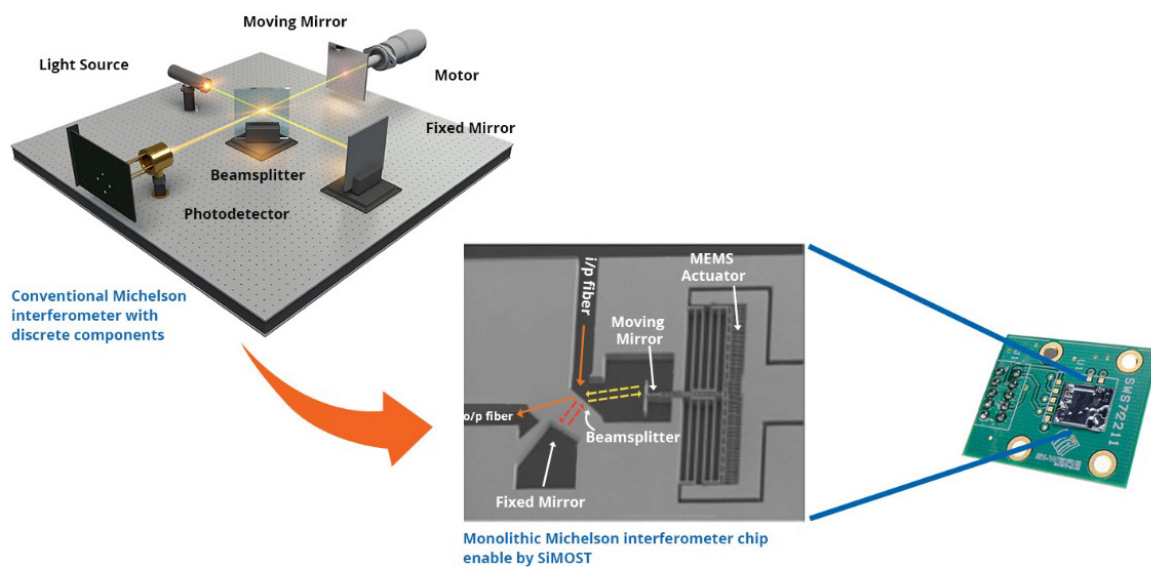 Moving Mirror
Light Source
Motor
Fixed Mirror
Beamsplitter
Photodetector
Conventional Michelson
interferometer with
discrete components
i/p fiber
MEMS
Actuator
Moving
Mirror
o/p fiber
Beamsplitter
Fixed Mirror
Monolithic Michelson interferometer chip
enable by SiMOST
SWS72211